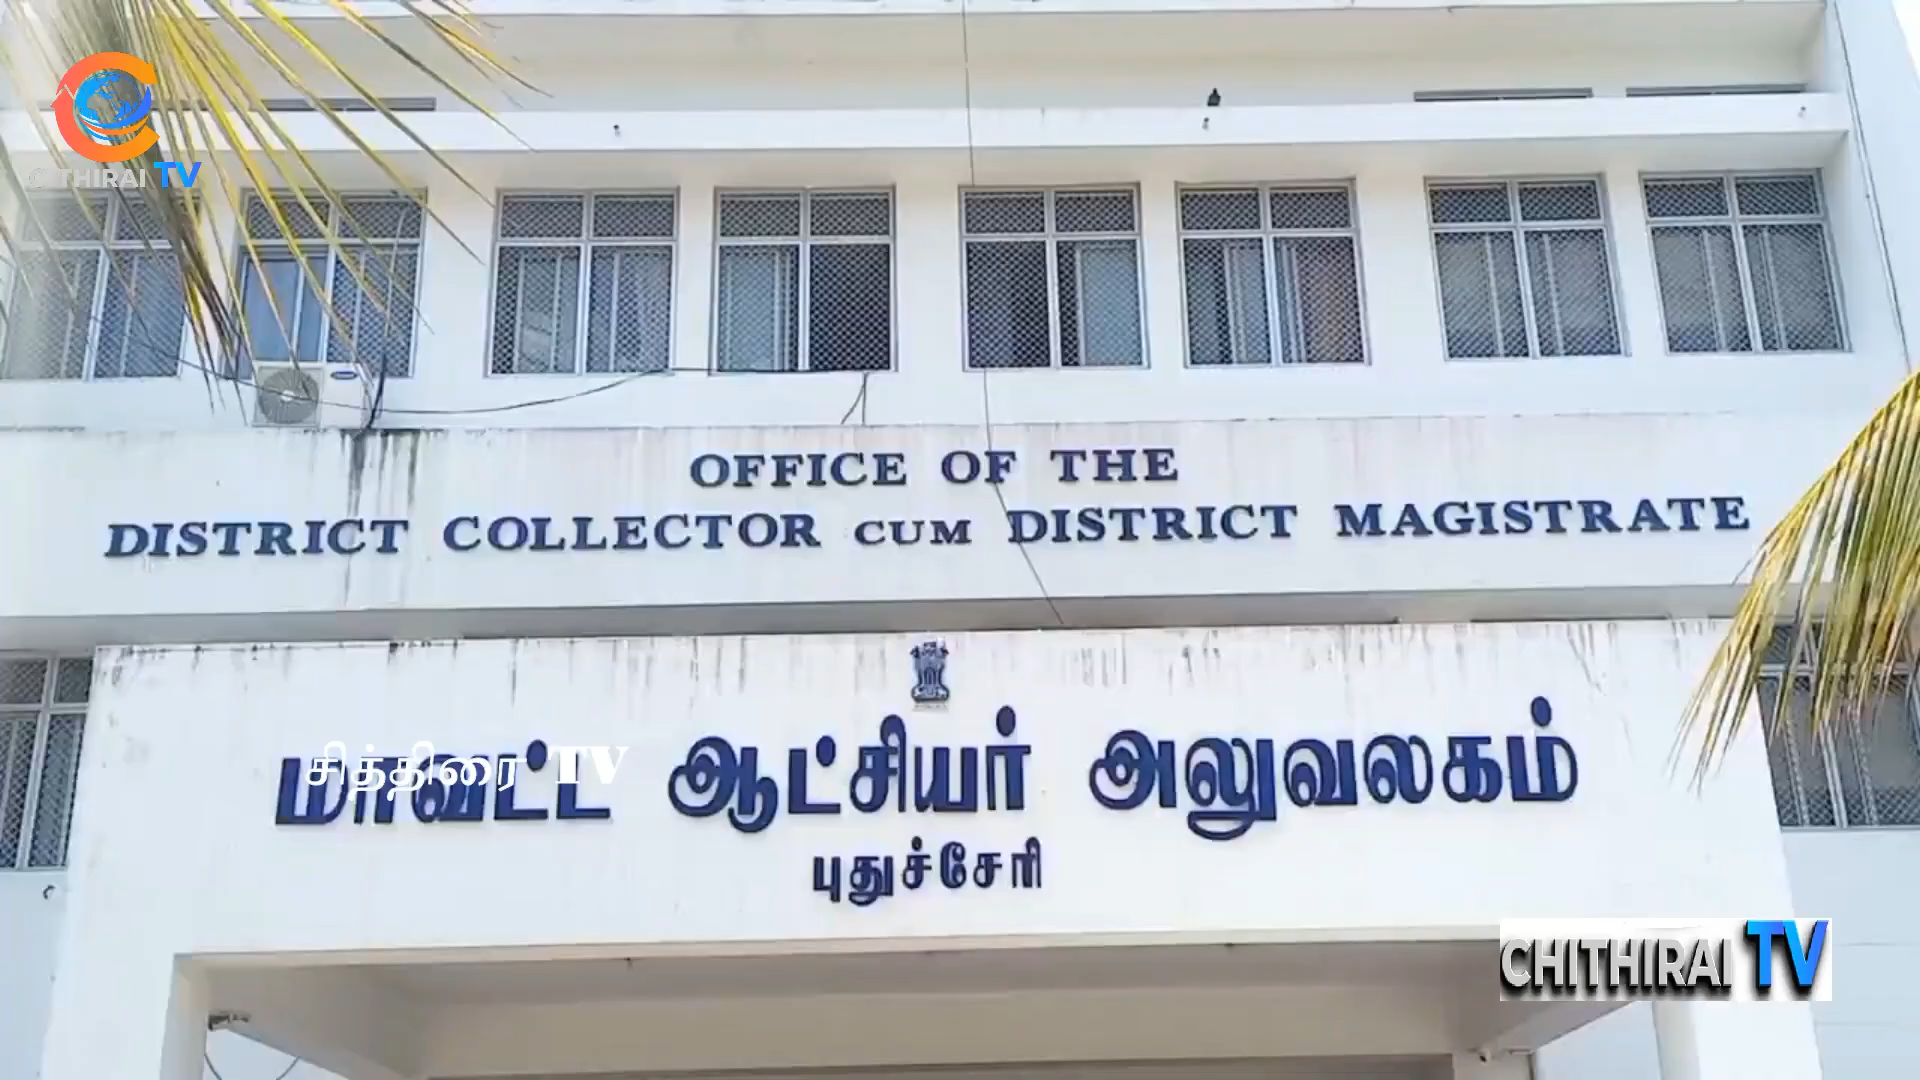 CHITHIRAI TV
OFFICE OF THE
DISTRICT COLLECTOR CUM DISTRICT MAGISTRATE
மாவட்ட ஆட்சியர் அலுவலகம்
சித்திரை TV
புதுச்சேரி
CHITHIRAI TV